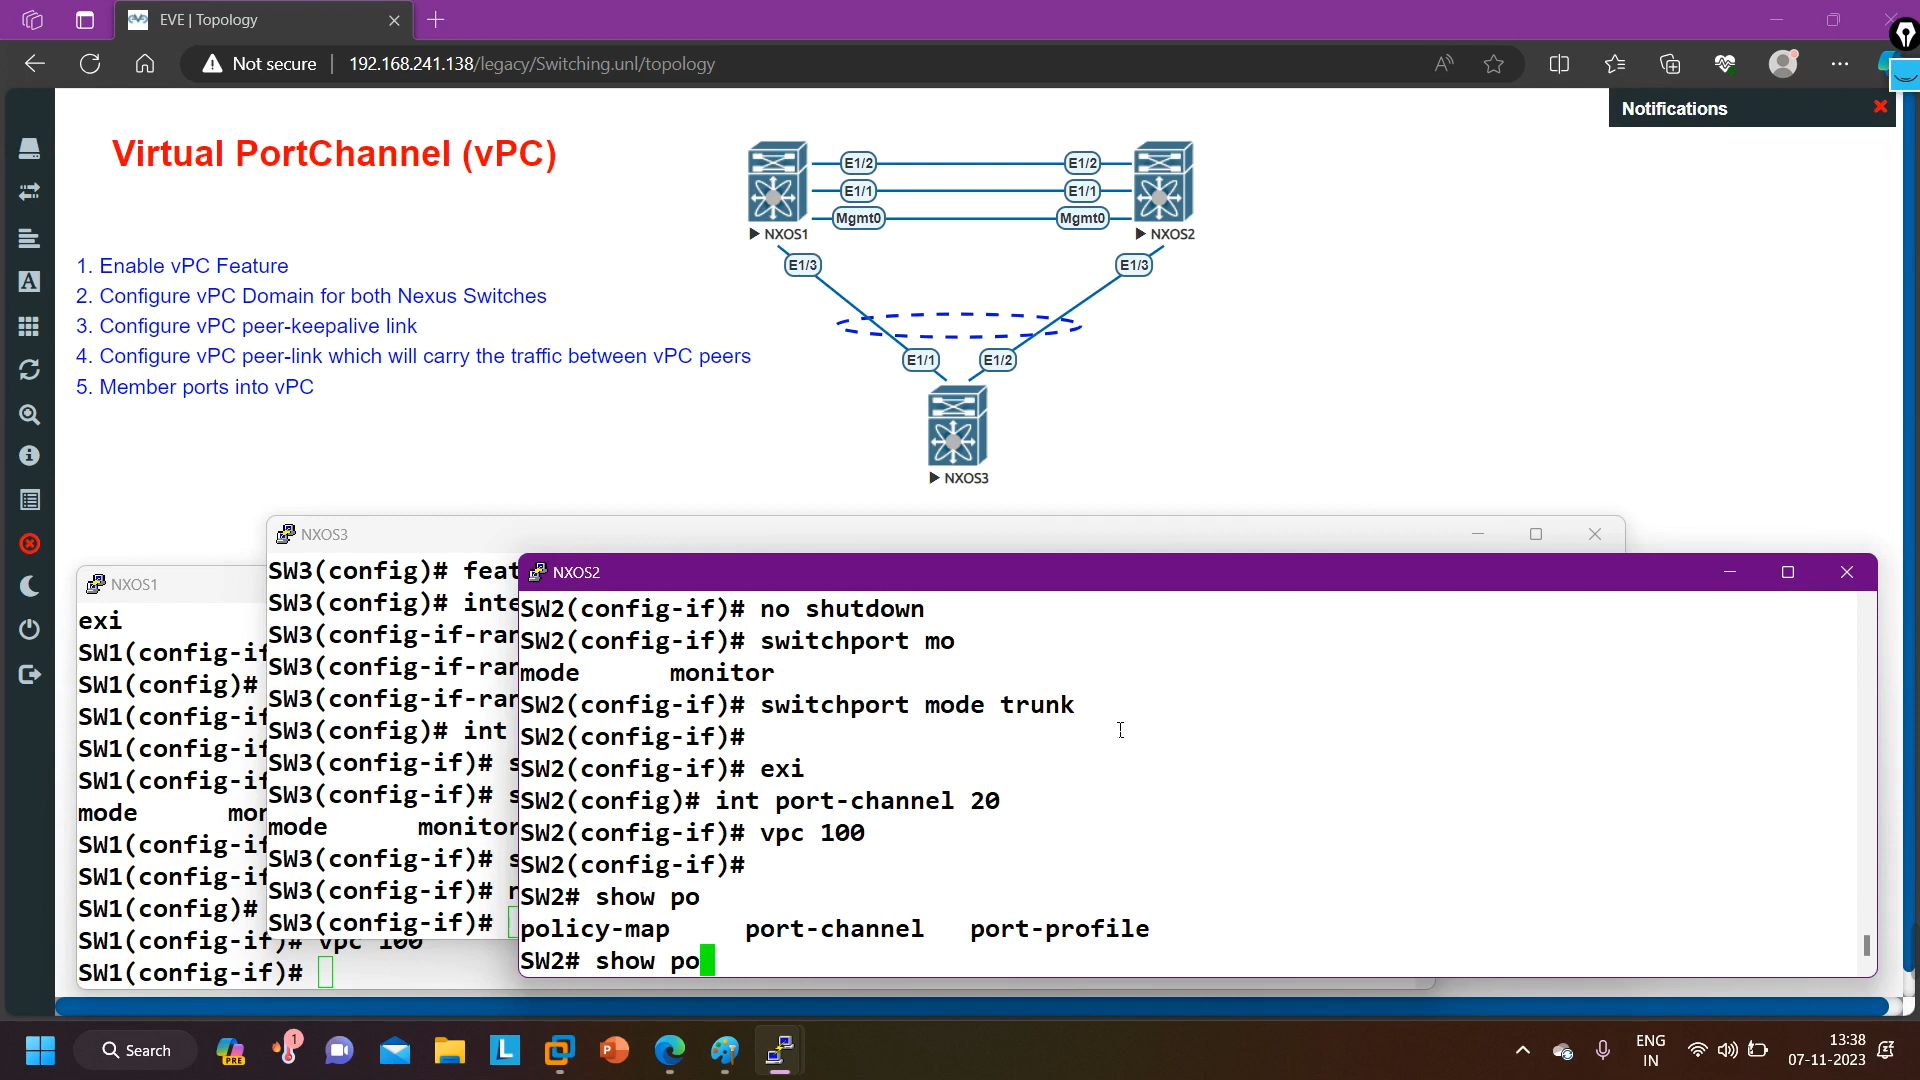 EVE | Topology
Not secure
192.168.241.138/legacy/Switching.unl/topology
Notifications
Virtual PortChannel (vPC)
1. Enable vPC Feature
2. Configure vPC Domain for both Nexus Switches
3. Configure vPC peer-keepalive link
4. Configure vPC peer-link which will carry the traffic between vPC peers
5. Member ports into vPC
E1/2 E1/2
E1/1 E1/1
Mgmt0 Mgmt0
NXOS1 NXOS2
E1/3 E1/3
E1/1 E1/2
NXOS3
NXOS1
exi
SW1(config-if
SW1(config)#
SW1(config-if
SW1(config-if
SW1(config-if
mode mor
SW1(config-if
SW1(config-if
SW1(config)#
SW1(config-if)# vpc 100
SW1(config-if)#
NXOS3
SW3(config)# feat
SW3(config)# inte
SW3(config-if-rar
SW3(config-if-rar
SW3(config-if-rar
SW3(config)# int
SW3(config-if)# s
SW3(config-if)# s
mode monitor
SW3(config-if)# s
SW3(config-if)# r
SW3(config-if)#
NXOS2
SW2(config-if)# no shutdown
SW2(config-if)# switchport mo
mode monitor
SW2(config-if)# switchport mode trunk
SW2(config-if)#
SW2(config-if)# exi
SW2(config)# int port-channel 20
SW2(config-if)# vpc 100
SW2(config-if)#
SW2# show po
policy-map port-channel port-profile
SW2# show po
Search
PRE
1
L
P
ENG
IN
13:38
07-11-2023